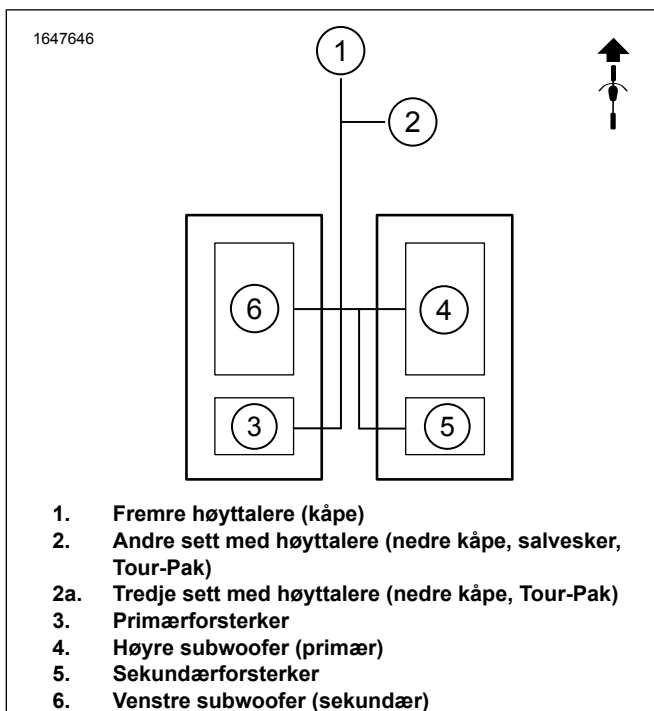 1647646
1
2
6
4
3
5
1. Fremre høyttalere (kåpe)
2. Andre sett med høyttalere (nedre kåpe, salvesker,
Tour-Pak)
2a. Tredje sett med høyttalere (nedre kåpe, Tour-Pak)
3. Primærforsterker
4. Høyre subwoofer (primær)
5. Sekundærforsterker
6. Venstre subwoofer (sekundær)